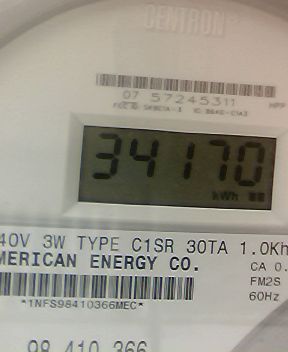 CENTRON
07 57245311
HPP
34170
kWh
40V 3W TYPE C1SR 30TA 1.0Kh
MERICAN ENERGY CO.
CA 0.
FM2S
60Hz
*1NFS98410366MEC*
98 410 366